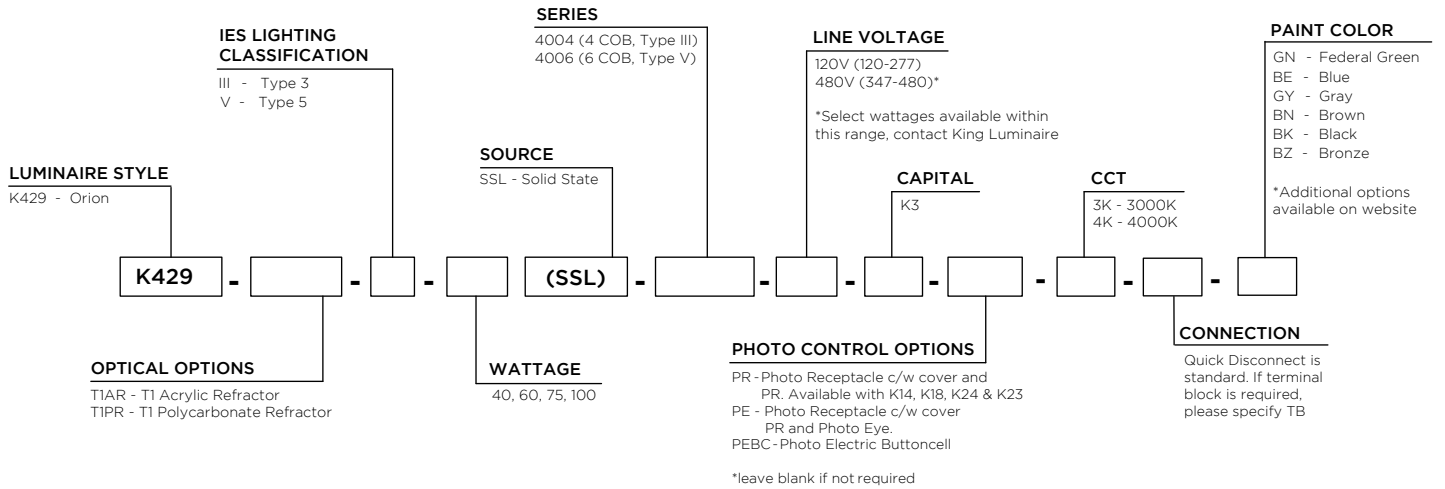 LUMINAIRE STYLE
K429 - Orion
IES LIGHTING
CLASSIFICATION
III - Type 3
V - Type 5
SOURCE
SSL - Solid State
SERIES
4004 (4 COB, Type III)
4006 (6 COB, Type V)
LINE VOLTAGE
120V (120-277)
480V (347-480)*
*Select wattages available within
this range, contact King Luminaire
CAPITAL
K3
CCT
3K - 3000K
4K - 4000K
PAINT COLOR
GN - Federal Green
BE - Blue
GY - Gray
BN - Brown
BK - Black
BZ - Bronze
*Additional options
available on website
K429 - - - (SSL) - - - - - - -
OPTICAL OPTIONS
T1AR - T1 Acrylic Refractor
T1PR - T1 Polycarbonate Refractor
WATTAGE
40, 60, 75, 100
PHOTO CONTROL OPTIONS
PR - Photo Receptacle c/w cover and
PR. Available with K14, K18, K24 & K23
PE - Photo Receptacle c/w cover
PR and Photo Eye.
PEBC - Photo Electric Buttoncell
*leave blank if not required
CONNECTION
Quick Disconnect is
standard. If terminal
block is required,
please specify TB